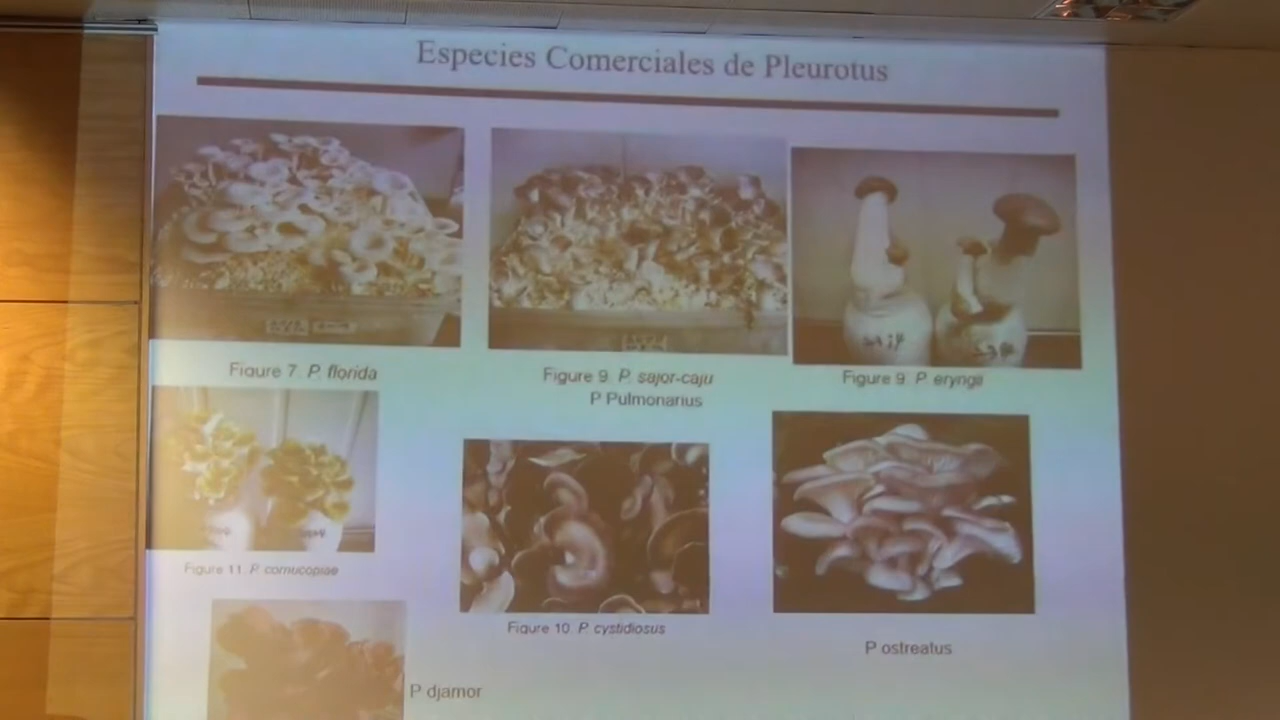 Especies Comerciales de Pleurotus
Figure 7. P. florida
Figure 9. P. sajor-caju
P Pulmonarius
Figure 9. P. eryngii
Figure 11. P. cornucopiae
Figure 10. P. cystidiosus
P ostreatus
P djamor